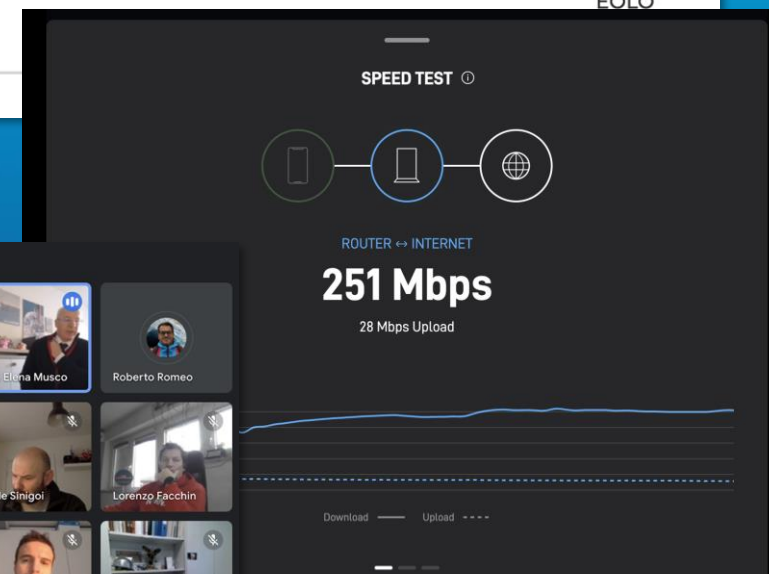 EOLO
SPEED TEST
ROUTER ↔ INTERNET
251 Mbps
28 Mbps Upload
Elena Musco
Roberto Romeo
le Sinigoi
Lorenzo Facchin
Download
Upload